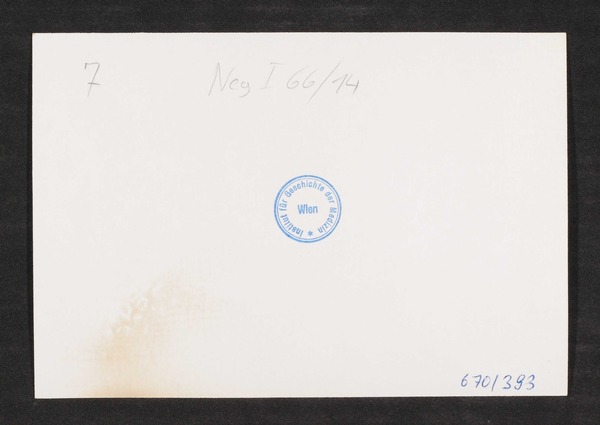 7 Neg I 66/14
Institut für Geschichte der Medizin *
Wien
670/393